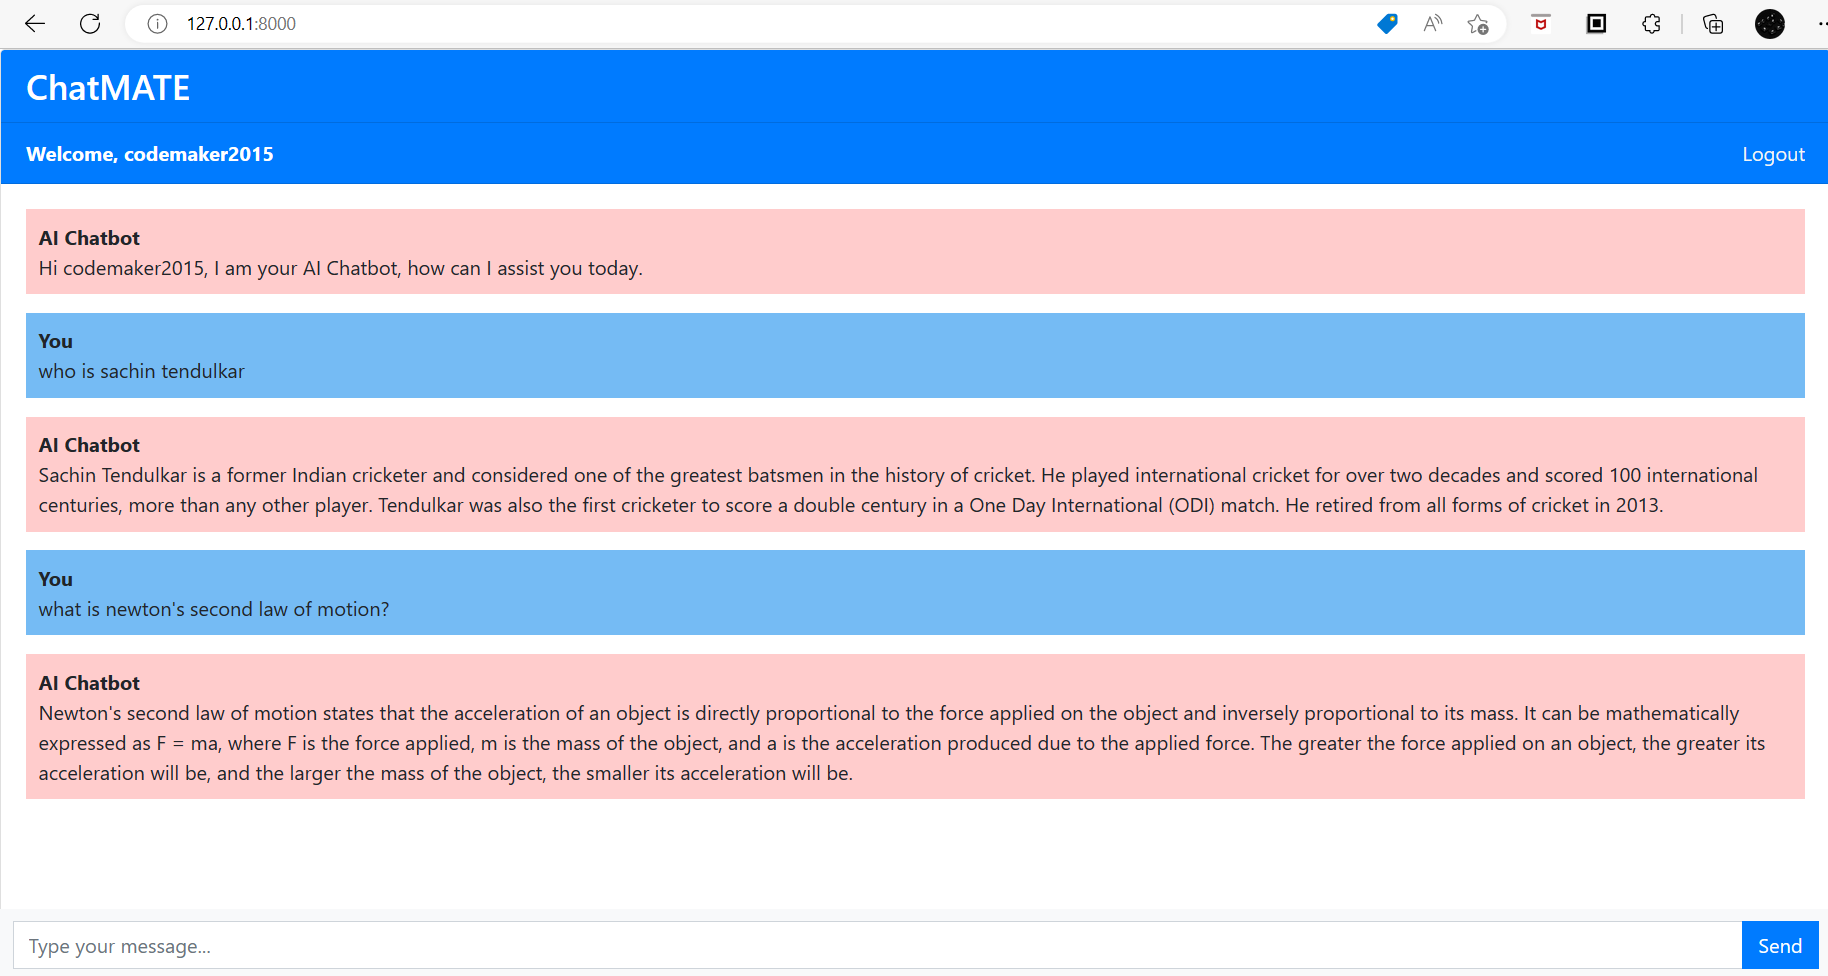 127.0.0.1:8000
ChatMATE
Welcome, codemaker2015
Logout
AI Chatbot
Hi codemaker2015, I am your AI Chatbot, how can I assist you today.
You
who is sachin tendulkar
AI Chatbot
Sachin Tendulkar is a former Indian cricketer and considered one of the greatest batsmen in the history of cricket. He played international cricket for over two decades and scored 100 international
centuries, more than any other player. Tendulkar was also the first cricketer to score a double century in a One Day International (ODI) match. He retired from all forms of cricket in 2013.
You
what is newton's second law of motion?
AI Chatbot
Newton's second law of motion states that the acceleration of an object is directly proportional to the force applied on the object and inversely proportional to its mass. It can be mathematically
expressed as F = ma, where F is the force applied, m is the mass of the object, and a is the acceleration produced due to the applied force. The greater the force applied on an object, the greater its
acceleration will be, and the larger the mass of the object, the smaller its acceleration will be.
Type your message...
Send